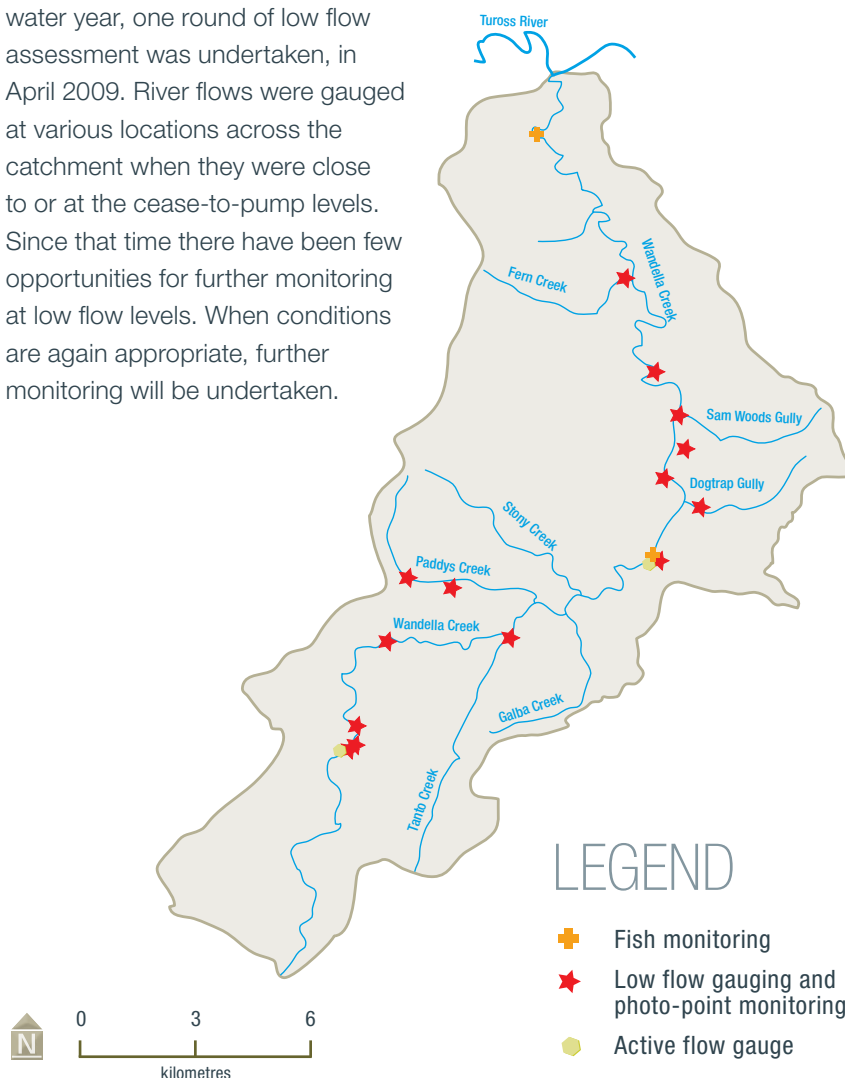 water year, one round of low flow
assessment was undertaken, in
April 2009. River flows were gauged
at various locations across the
catchment when they were close
to or at the cease-to-pump levels.
Since that time there have been few
opportunities for further monitoring
at low flow levels. When conditions
are again appropriate, further
monitoring will be undertaken.
Tuross River
Wandella Creek
Fern Creek
Sam Woods Gully
Dogtrap Gully
Stony Creek
Paddys Creek
Wandella Creek
Galba Creek
Tanto Creek
LEGEND
Fish monitoring
Low flow gauging and
photo-point monitoring
Active flow gauge
N
0 3 6
kilometres